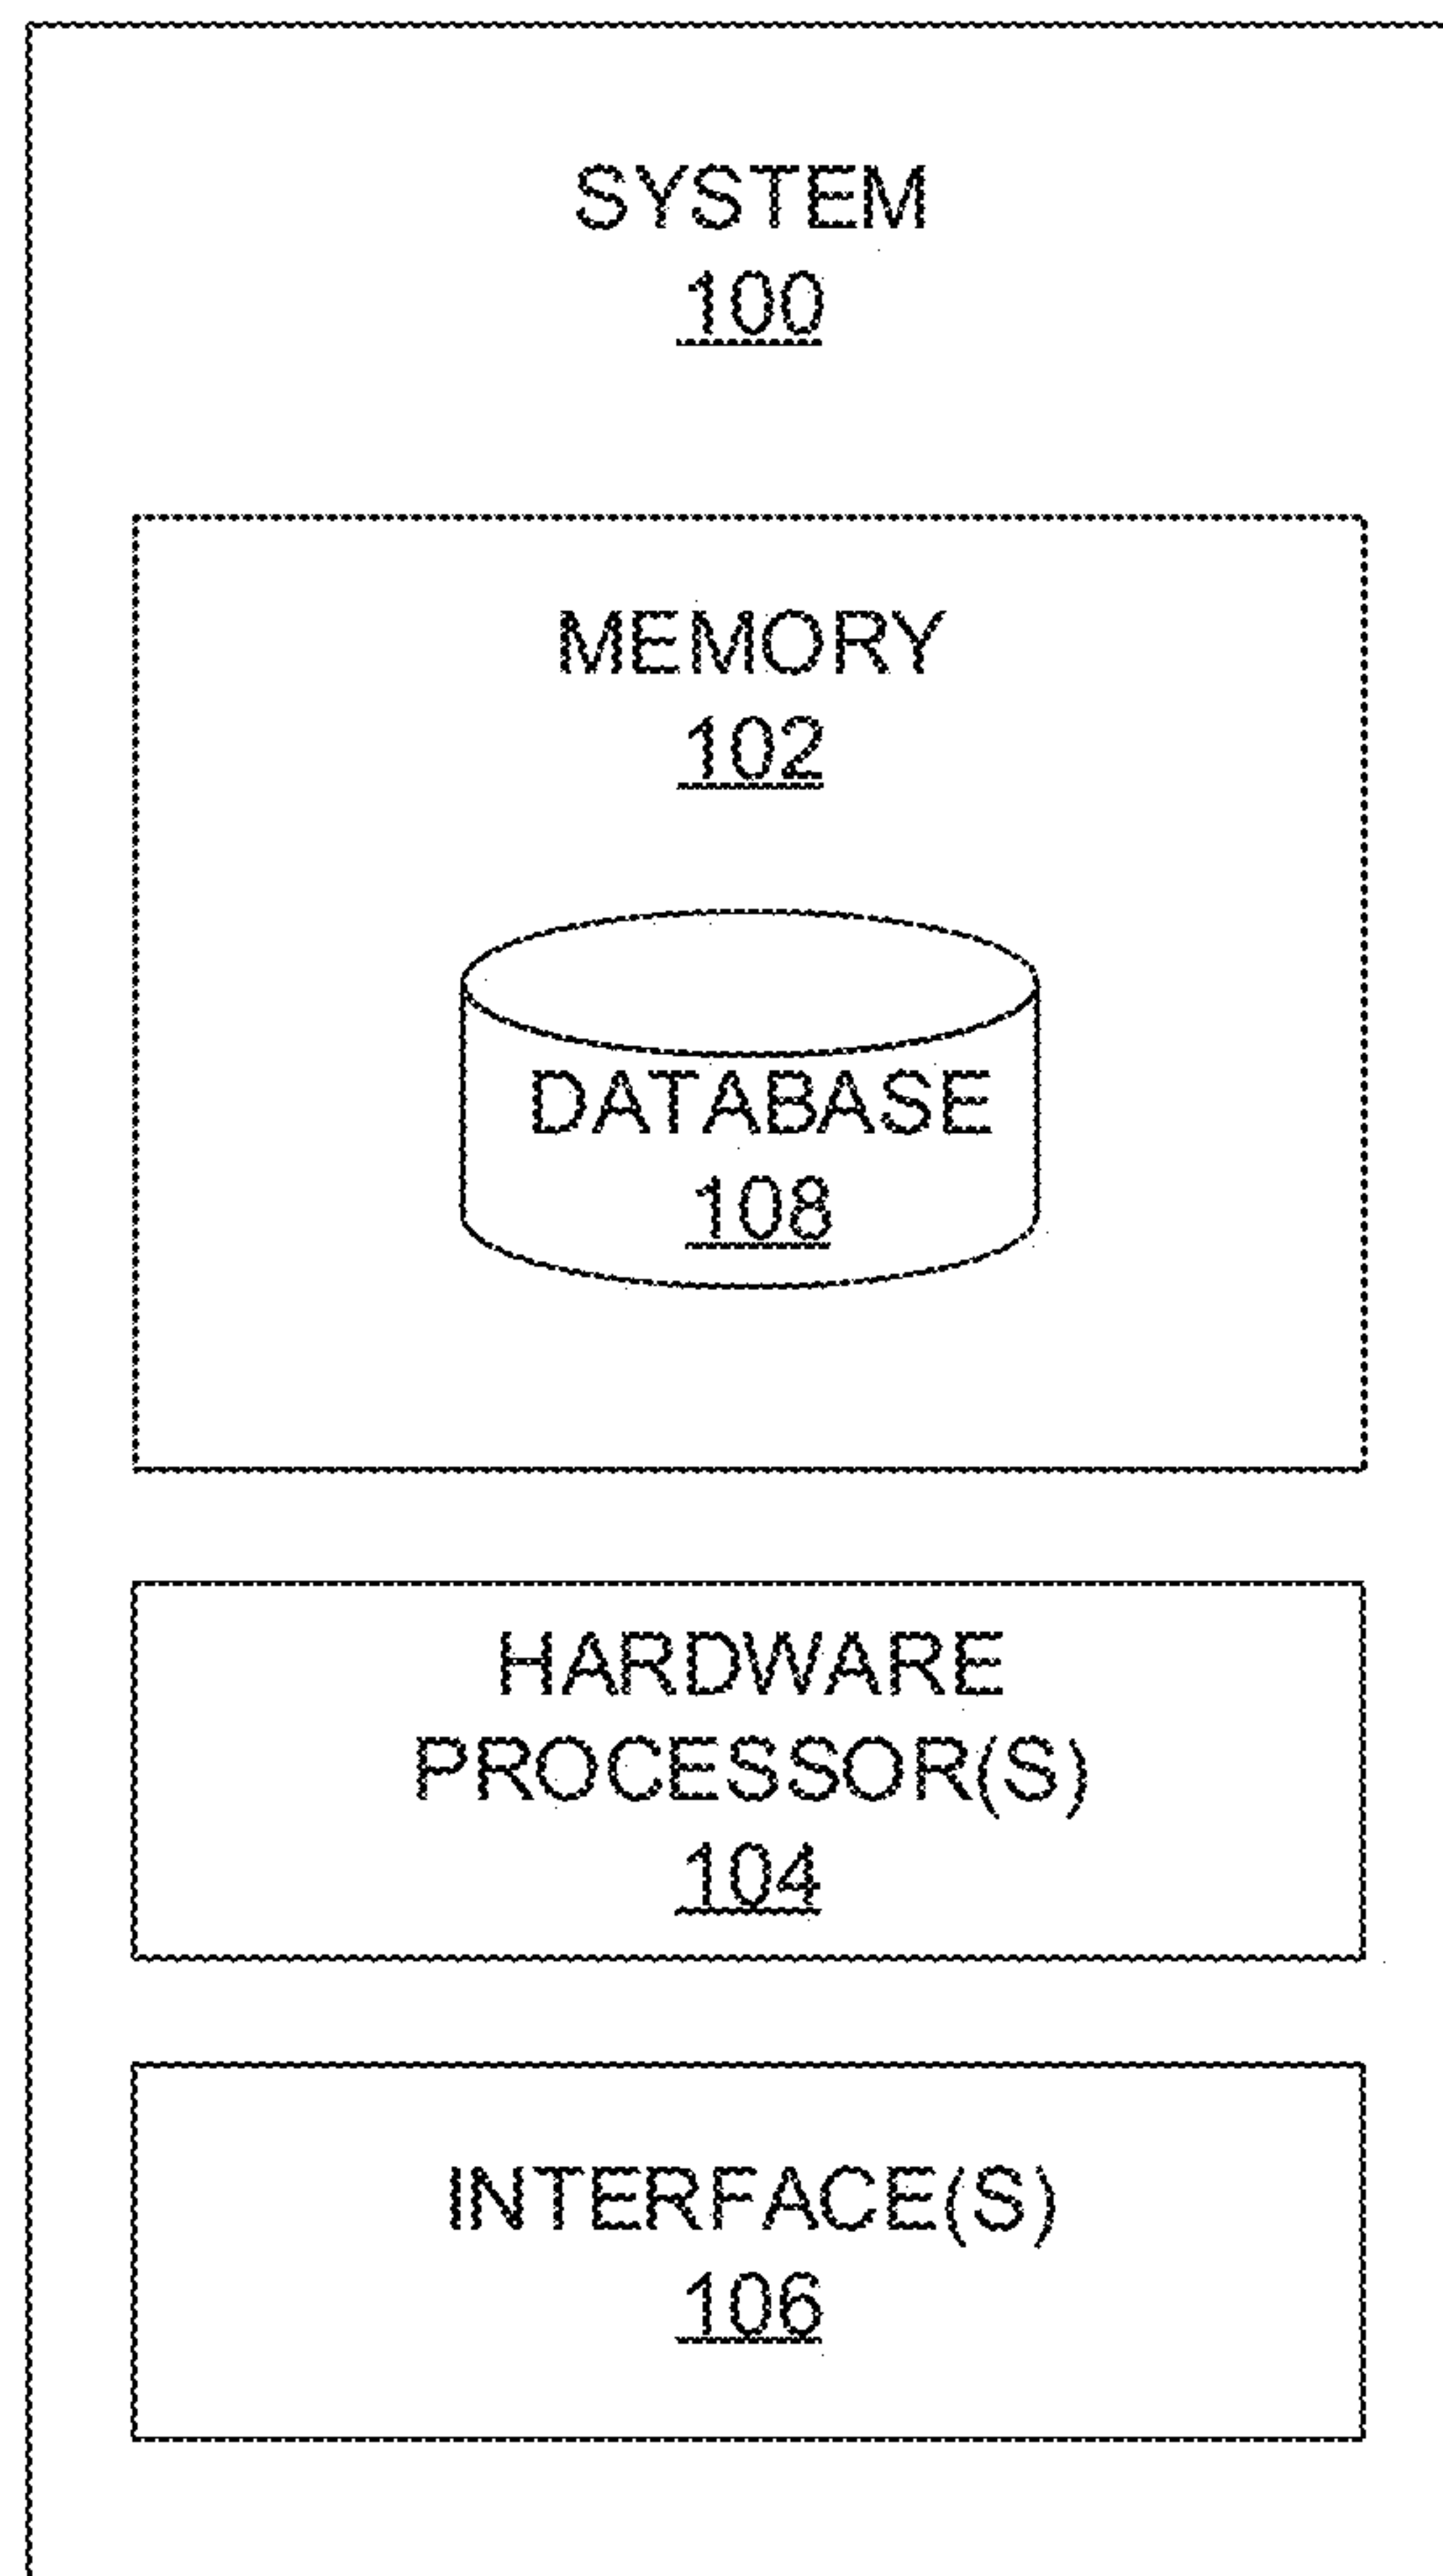 SYSTEM
100
MEMORY
102
DATABASE
108
HARDWARE
PROCESSOR(S)
104
INTERFACE(S)
106